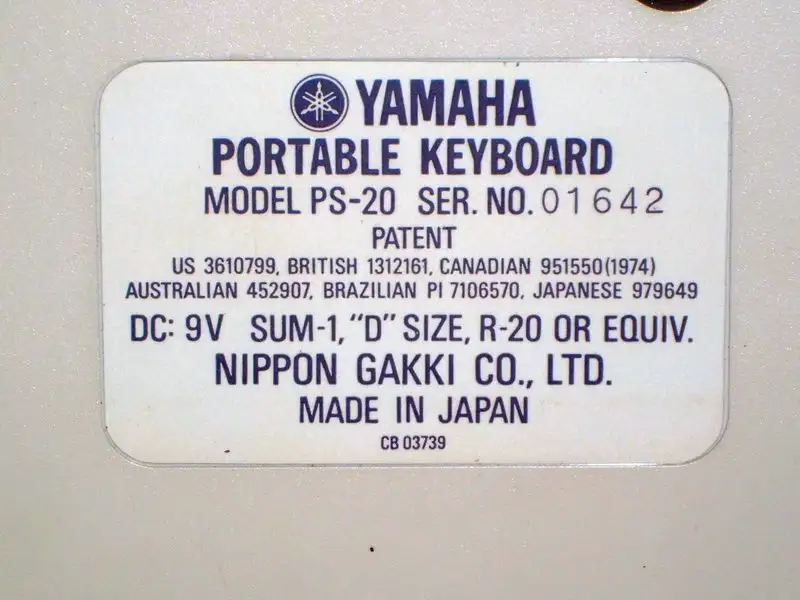 YAMAHA
PORTABLE KEYBOARD
MODEL PS-20 SER. NO. 01642
PATENT
US 3610799, BRITISH 1312161, CANADIAN 951550(1974)
AUSTRALIAN 452907, BRAZILIAN PI 7106570, JAPANESE 979649
DC: 9V SUM-1, "D" SIZE, R-20 OR EQUIV.
NIPPON GAKKI CO., LTD.
MADE IN JAPAN
CB 03739